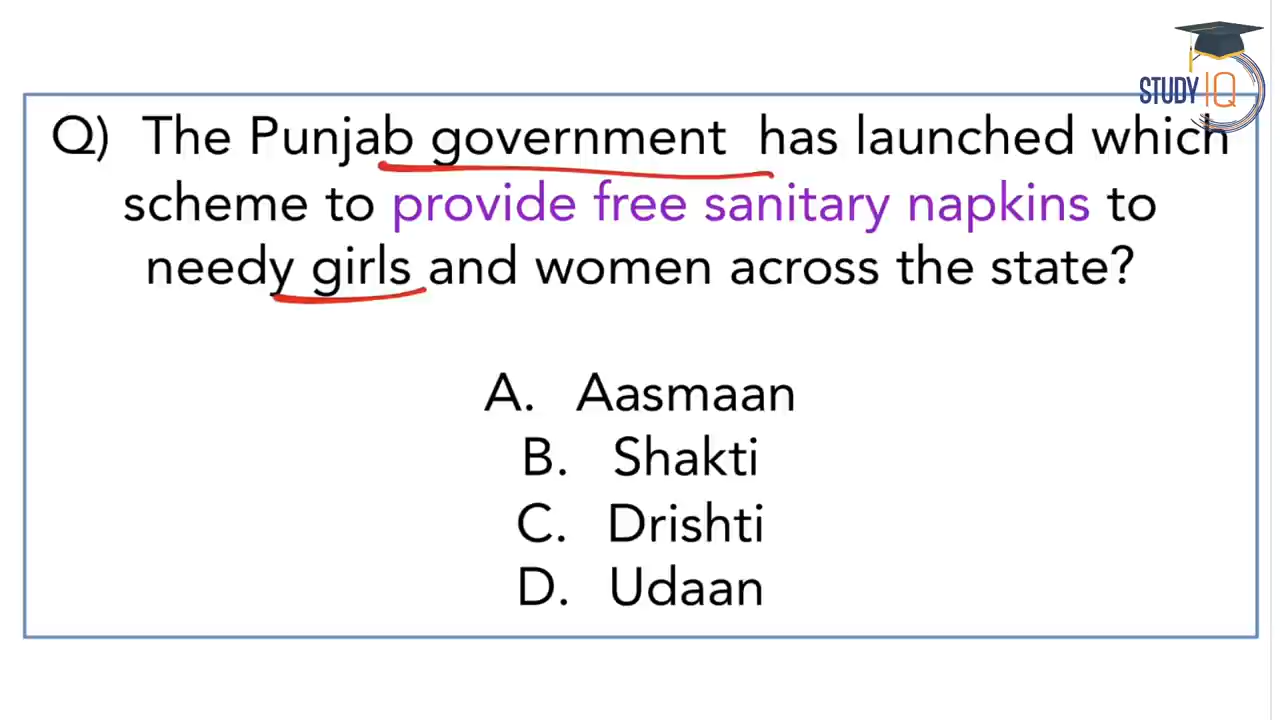 STUDY IQ
Q) The Punjab government has launched which
scheme to provide free sanitary napkins to
needy girls and women across the state?
A. Aasmaan
B. Shakti
C. Drishti
D. Udaan